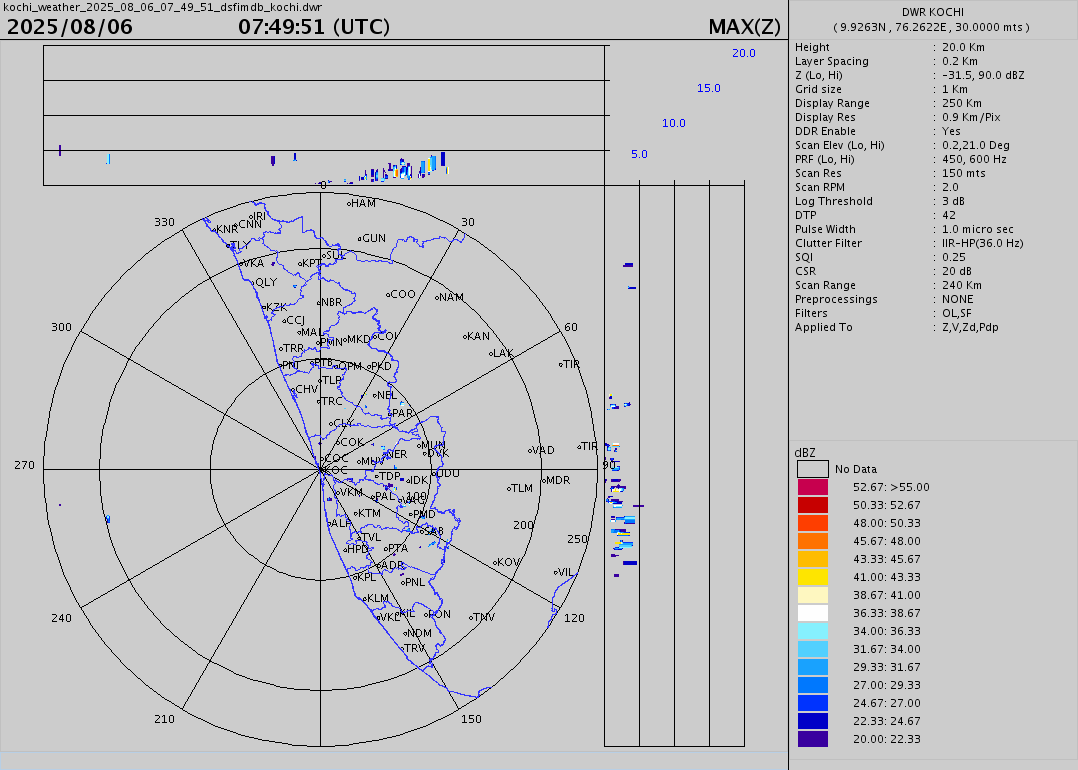 kochi_weather_2025_08_06_07_49_51_dsfimdb_kochi.dwr
2025/08/06 07:49:51 (UTC) MAX(Z)
DWR KOCHI
( 9.9263N , 76.2622E , 30.0000 mts )
Height : 20.0 Km
Layer Spacing : 0.2 Km
Z (Lo, Hi) : -31.5, 90.0 dBZ
Grid size : 1 Km
Display Range : 250 Km
Display Res : 0.9 Km/Pix
DDR Enable : Yes
Scan Elev (Lo, Hi) : 0.2,21.0 Deg
PRF (Lo, Hi) : 450, 600 Hz
Scan Res : 150 mts
Scan RPM : 2.0
Log Threshold : 3 dB
DTP : 42
Pulse Width : 1.0 micro sec
Clutter Filter : IIR-HP(36.0 Hz)
SQI : 0.25
CSR : 20 dB
Scan Range : 240 Km
Preprocessings : NONE
Filters : OL,SF
Applied To : Z,V,Zd,Pdp
20.0
15.0
10.0
5.0
0
HAM
IRI
CNN
KNR
330
30
GUN
TLY
SUL
VKA
KPT
QLY
COO
NAM
NBR
KZK
CCJ
300
60
MAL
PMN
MKD
COI
KAN
TRR
LAK
PNI
PTB
OPM
PKD
TIR
TLP
CHV
NEL
TRC
PAR
CLY
COK
MUN
TIR
COC
MUV
NER
DVK
VAD
270
KOC
90
TDP
IDK
UDU
MDR
VKM
PAL
100
VAG
TLM
KTM
PMD
ALP
200
SAB
TVL
250
HPD
PTA
ADR
KOV
KPL
PNL
VIL
KLM
240
VKL
KIL
PON
TNV
120
NDM
TRV
210
150
dBZ
No Data
52.67: >55.00
50.33: 52.67
48.00: 50.33
45.67: 48.00
43.33: 45.67
41.00: 43.33
38.67: 41.00
36.33: 38.67
34.00: 36.33
31.67: 34.00
29.33: 31.67
27.00: 29.33
24.67: 27.00
22.33: 24.67
20.00: 22.33